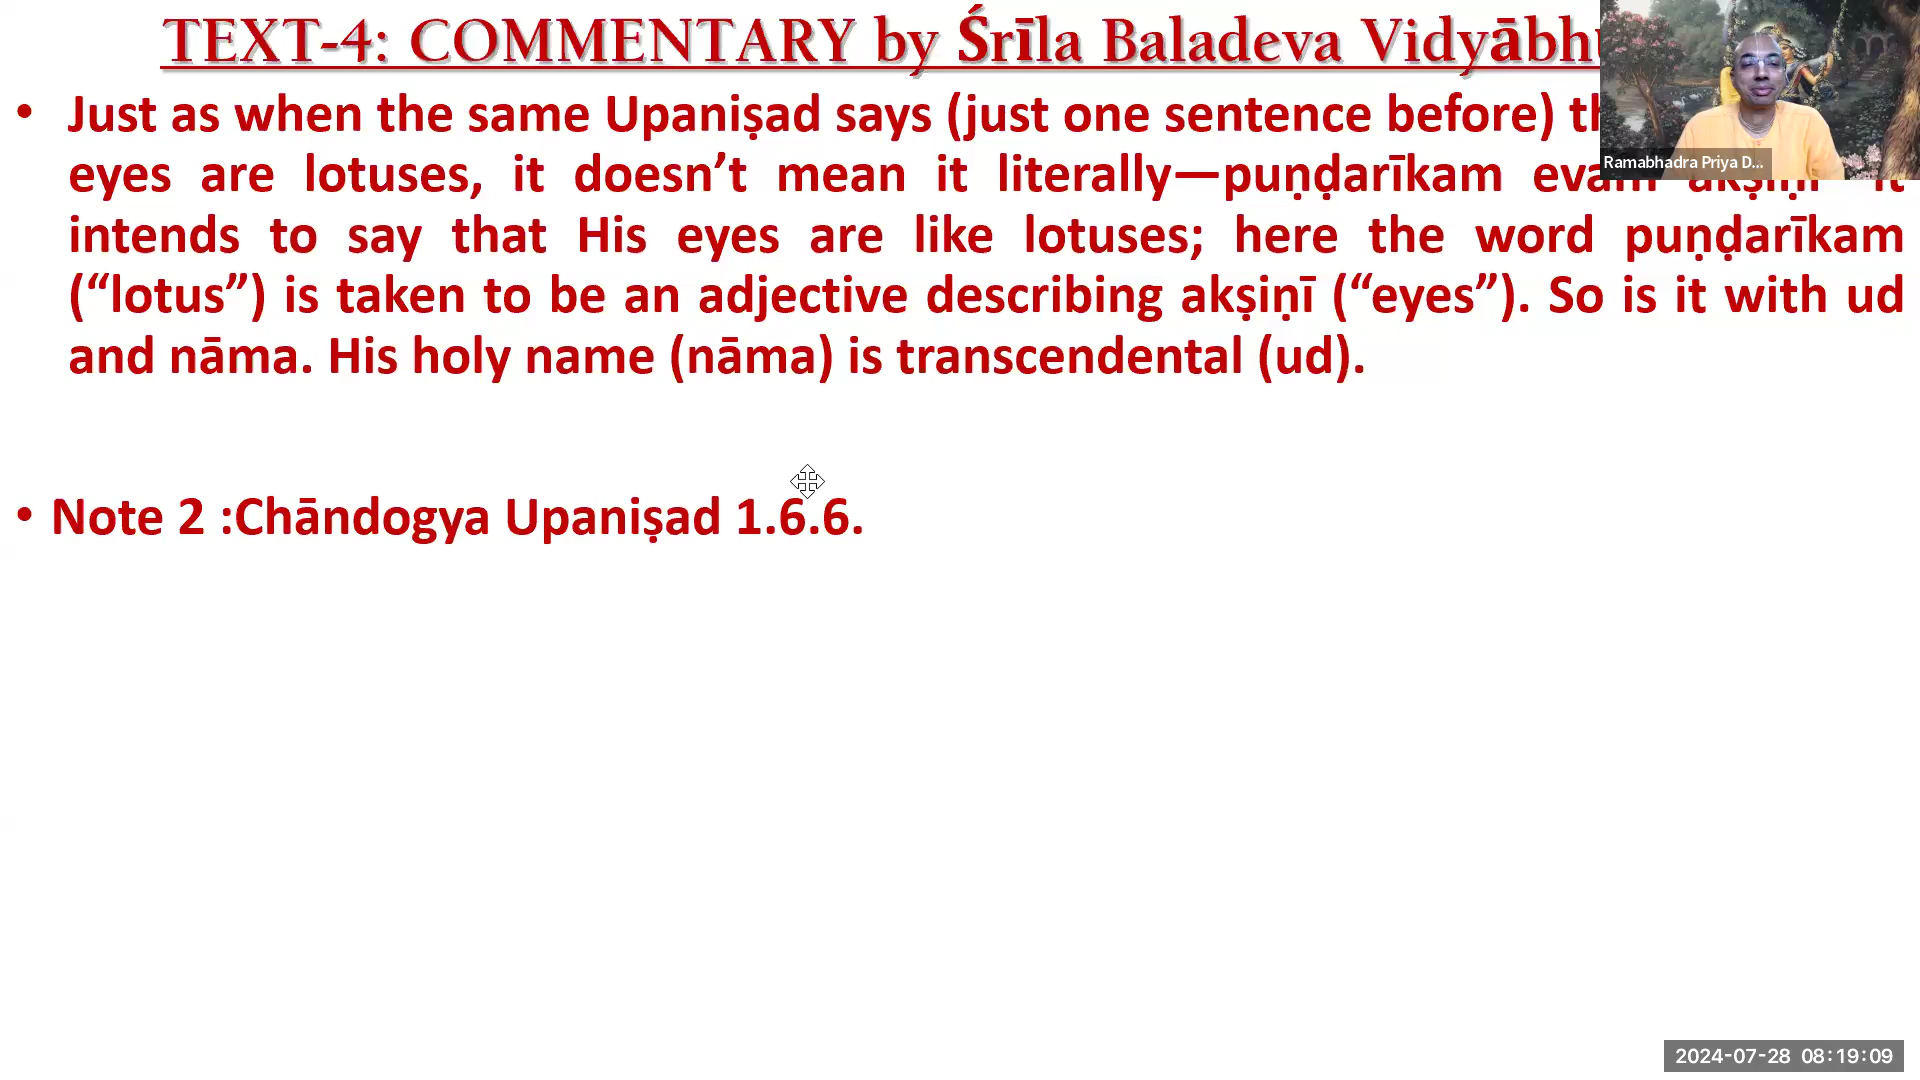 TEXT-4: COMMENTARY by Śrīla Baladeva
• Just as when the same Upaniṣad says (just one sentence before)
eyes are lotuses, it doesn’t mean it literally—puṇḍarīkam
intends to say that His eyes are like lotuses; here the word puṇḍarīkam
(“lotus”) is taken to be an adjective describing akṣiṇī (“eyes”). So is it with ud
and nāma. His holy name (nāma) is transcendental (ud).
• Note 2 :Chāndogya Upaniṣad 1.6.6.
Ramabhadra Priya D...
2024-07-28 08:19:09